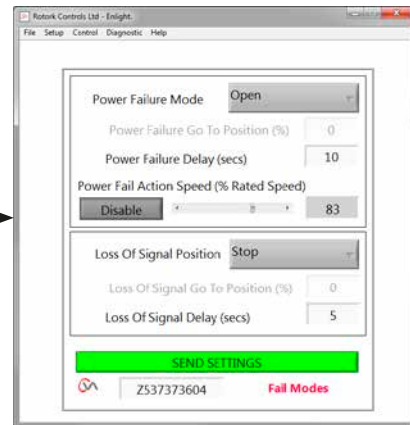 Rotork Controls Ltd - Enlight.
File Setup Control Diagnostic Help
Power Failure Mode Open
Power Failure Go To Position (%) 0
Power Failure Delay (secs) 10
Power Fail Action Speed (% Rated Speed)
Disable 83
Loss Of Signal Position Stop
Loss Of Signal Go To Position (%) 0
Loss Of Signal Delay (secs) 5
SEND SETTINGS
Z537373604 Fail Modes